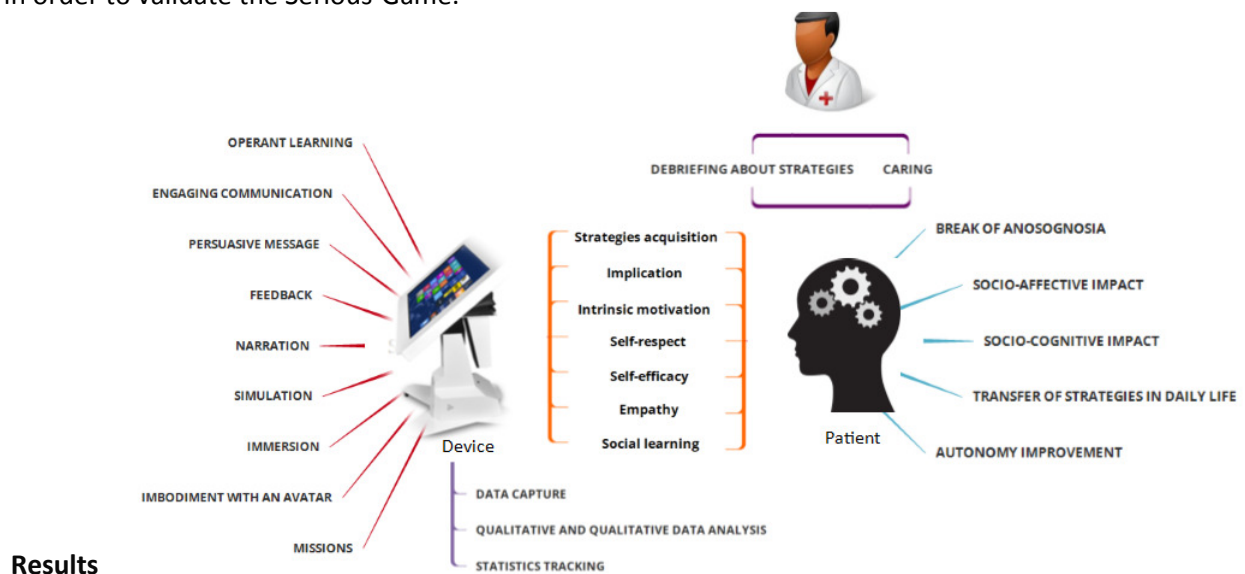 in order to validate the Serious-Game.
OPERANT LEARNING
ENGAGING COMMUNICATION
PERSUASIVE MESSAGE
FEEDBACK
NARRATION
SIMULATION
IMMERSION
IMBODIMENT WITH AN AVATAR
MISSIONS
Device
DATA CAPTURE
QUALITATIVE AND QUALITATIVE DATA ANALYSIS
STATISTICS TRACKING
Strategies acquisition
Implication
Intrinsic motivation
Self-respect
Self-efficacy
Empathy
Social learning
DEBRIEFING ABOUT STRATEGIES CARING
BREAK OF ANOSOGNOSIA
SOCIO-AFFECTIVE IMPACT
SOCIO-COGNITIVE IMPACT
TRANSFER OF STRATEGIES IN DAILY LIFE
AUTONOMY IMPROVEMENT
Patient
Results